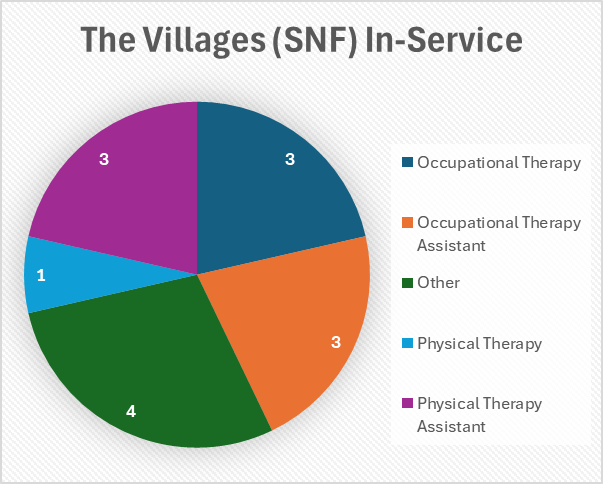 The Villages (SNF) In-Service
3
3
Occupational Therapy
Occupational Therapy
Assistant
Other
1
Physical Therapy
3
4
Physical Therapy
Assistant